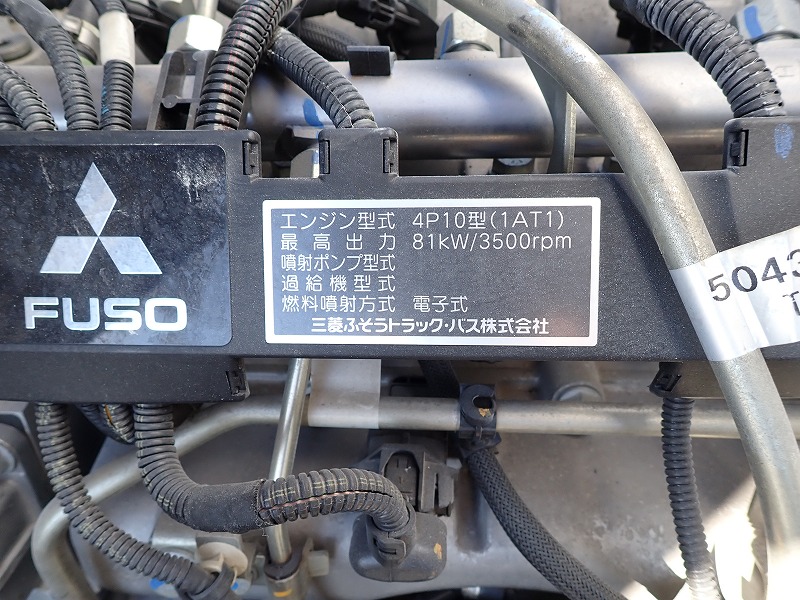 FUSO
エンジン型式 4P10型(1AT1)
最高出力 81kW/3500rpm
噴射ポンプ型式
過給機型式
燃料噴射方式 電子式
三菱ふそうトラック・バス株式会社
5043